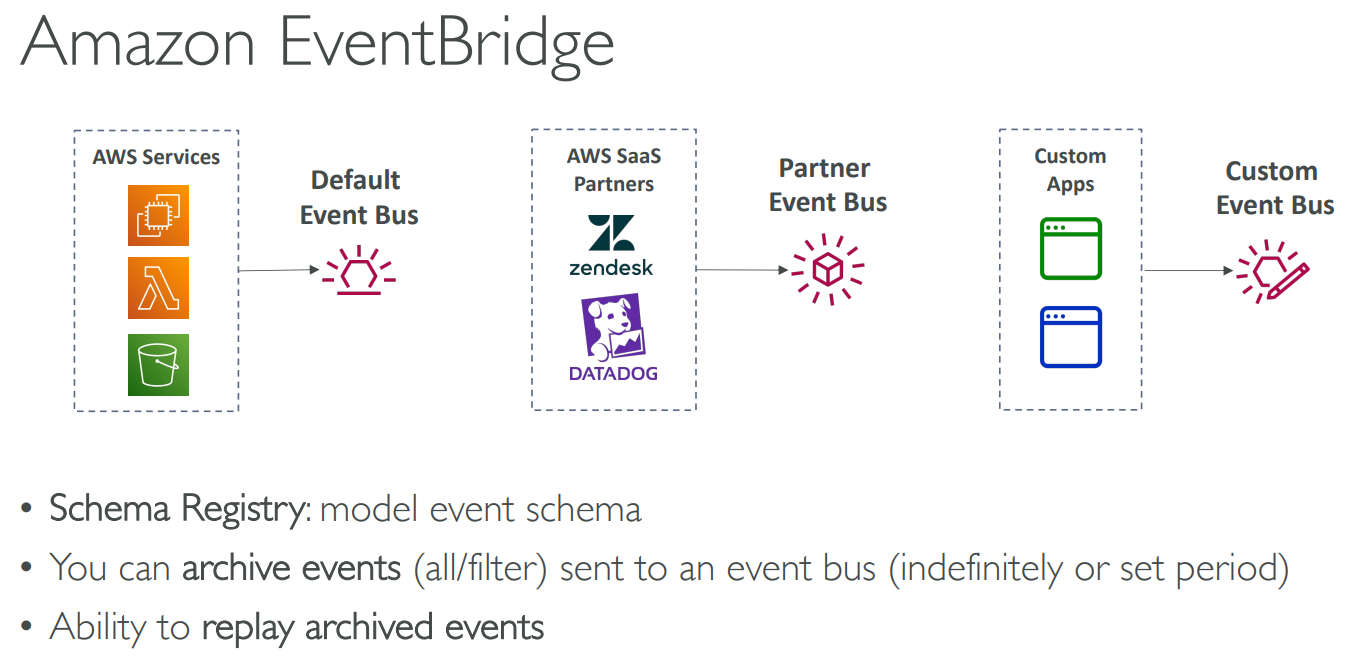 Amazon EventBridge
AWS Services
Default
Event Bus
AWS SaaS
Partners
zendesk
DATADOG
Partner
Event Bus
Custom
Apps
Custom
Event Bus
• Schema Registry: model event schema
• You can archive events (all/filter) sent to an event bus (indefinitely or set period)
• Ability to replay archived events